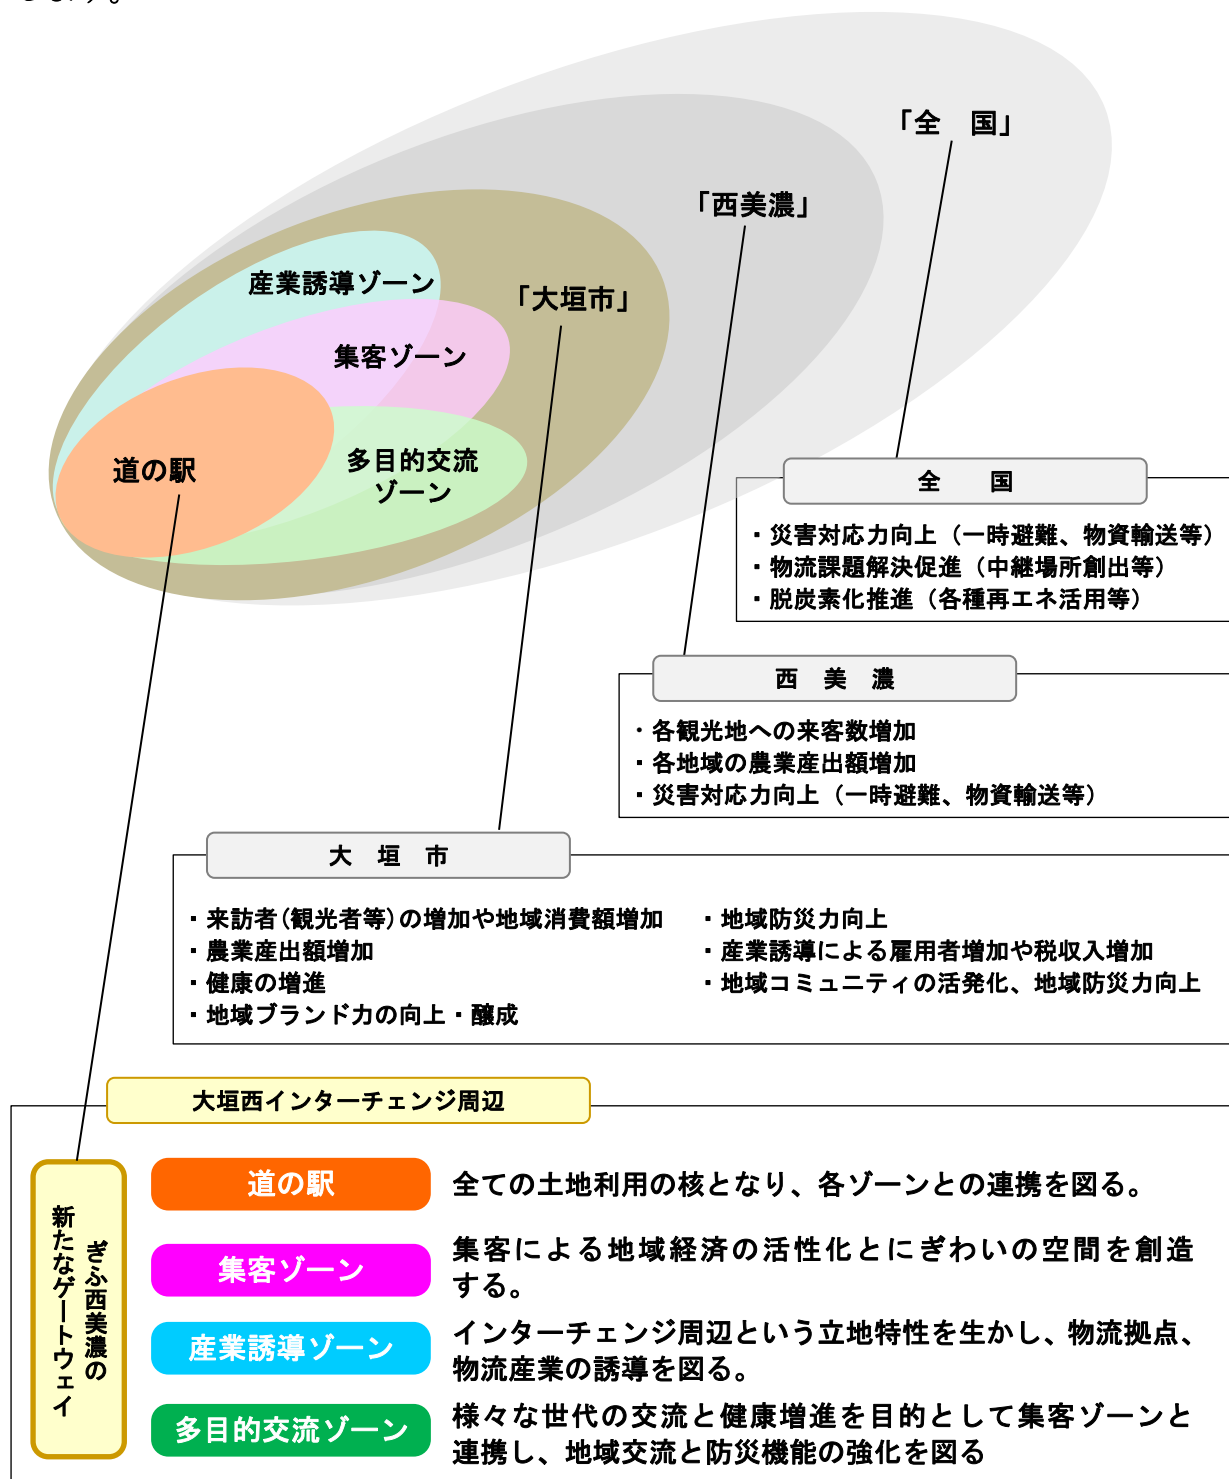 します。
「全　国」
「西美濃」
産業誘導ゾーン
「大垣市」
集客ゾーン
道の駅
多目的交流
ゾーン
全　　国
・災害対応力向上（一時避難、物資輸送等）
・物流課題解決促進（中継場所創出等）
・脱炭素化推進（各種再エネ活用等）
西　美　濃
・各観光地への来客数増加
・各地域の農業産出額増加
・災害対応力向上（一時避難、物資輸送等）
大　垣　市
・来訪者(観光者等)の増加や地域消費額増加
・農業産出額増加
・健康の増進
・地域ブランド力の向上・醸成
・地域防災力向上
・産業誘導による雇用者増加や税収入増加
・地域コミュニティの活発化、地域防災力向上
大垣西インターチェンジ周辺
ぎふ西美濃の
新たなゲートウェイ
道の駅
全ての土地利用の核となり、各ゾーンとの連携を図る。
集客ゾーン
集客による地域経済の活性化とにぎわいの空間を創造
する。
産業誘導ゾーン
インターチェンジ周辺という立地特性を生かし、物流拠点、
物流産業の誘導を図る。
多目的交流ゾーン
様々な世代の交流と健康増進を目的として集客ゾーンと
連携し、地域交流と防災機能の強化を図る